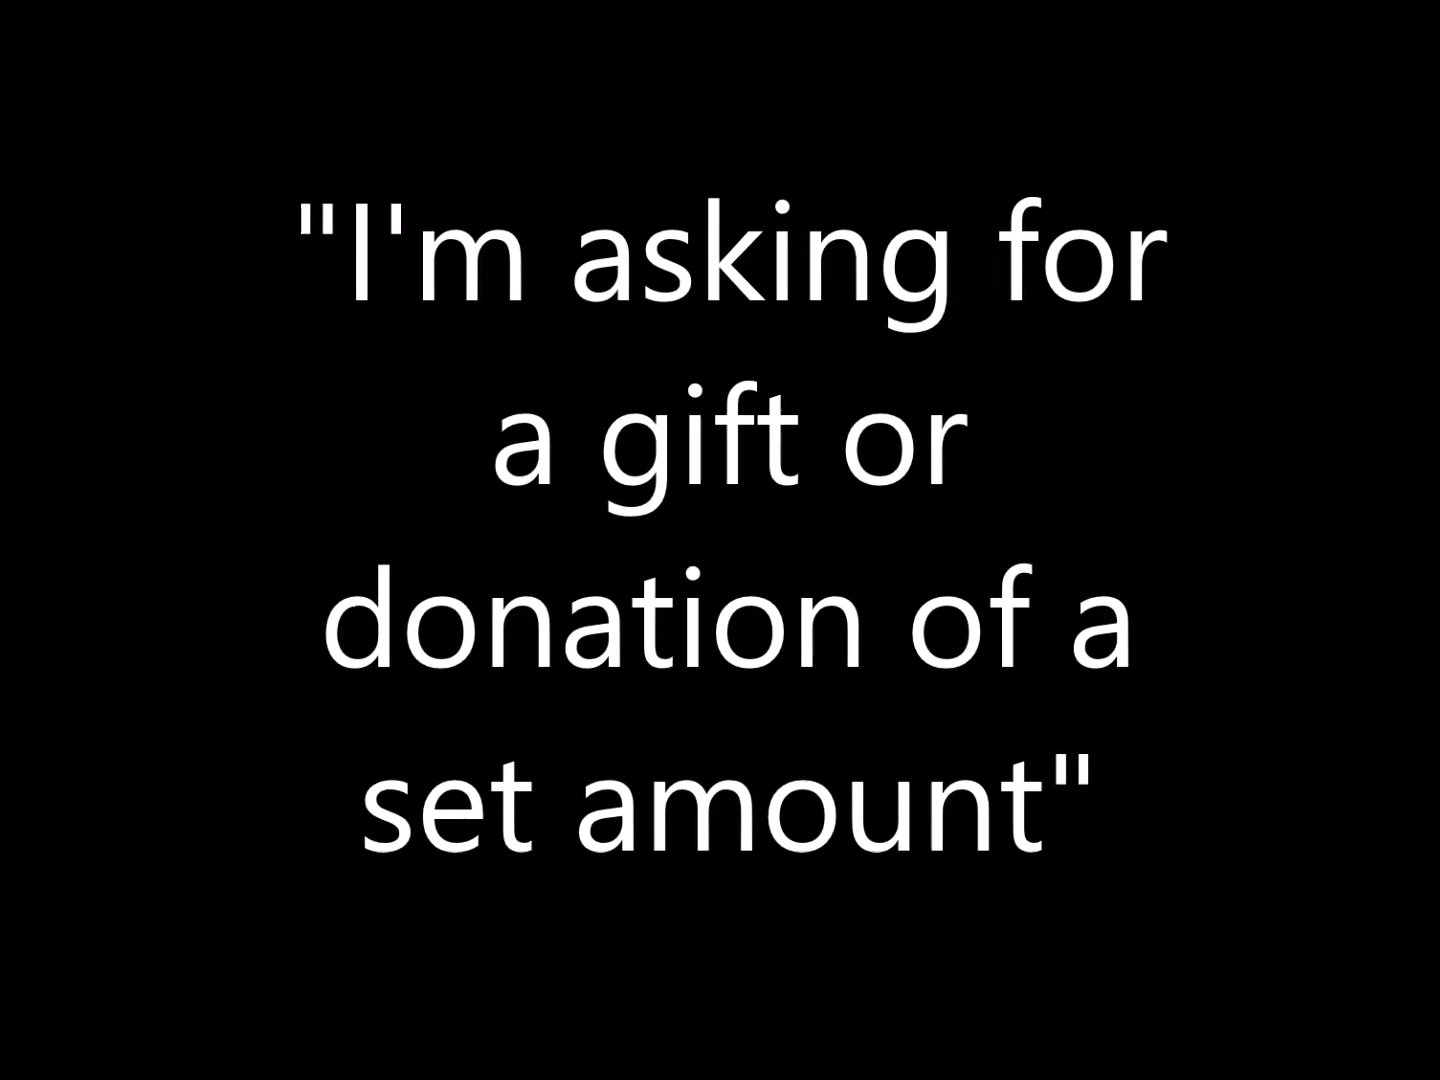 "I'm asking for
a gift or
donation of a
set amount"